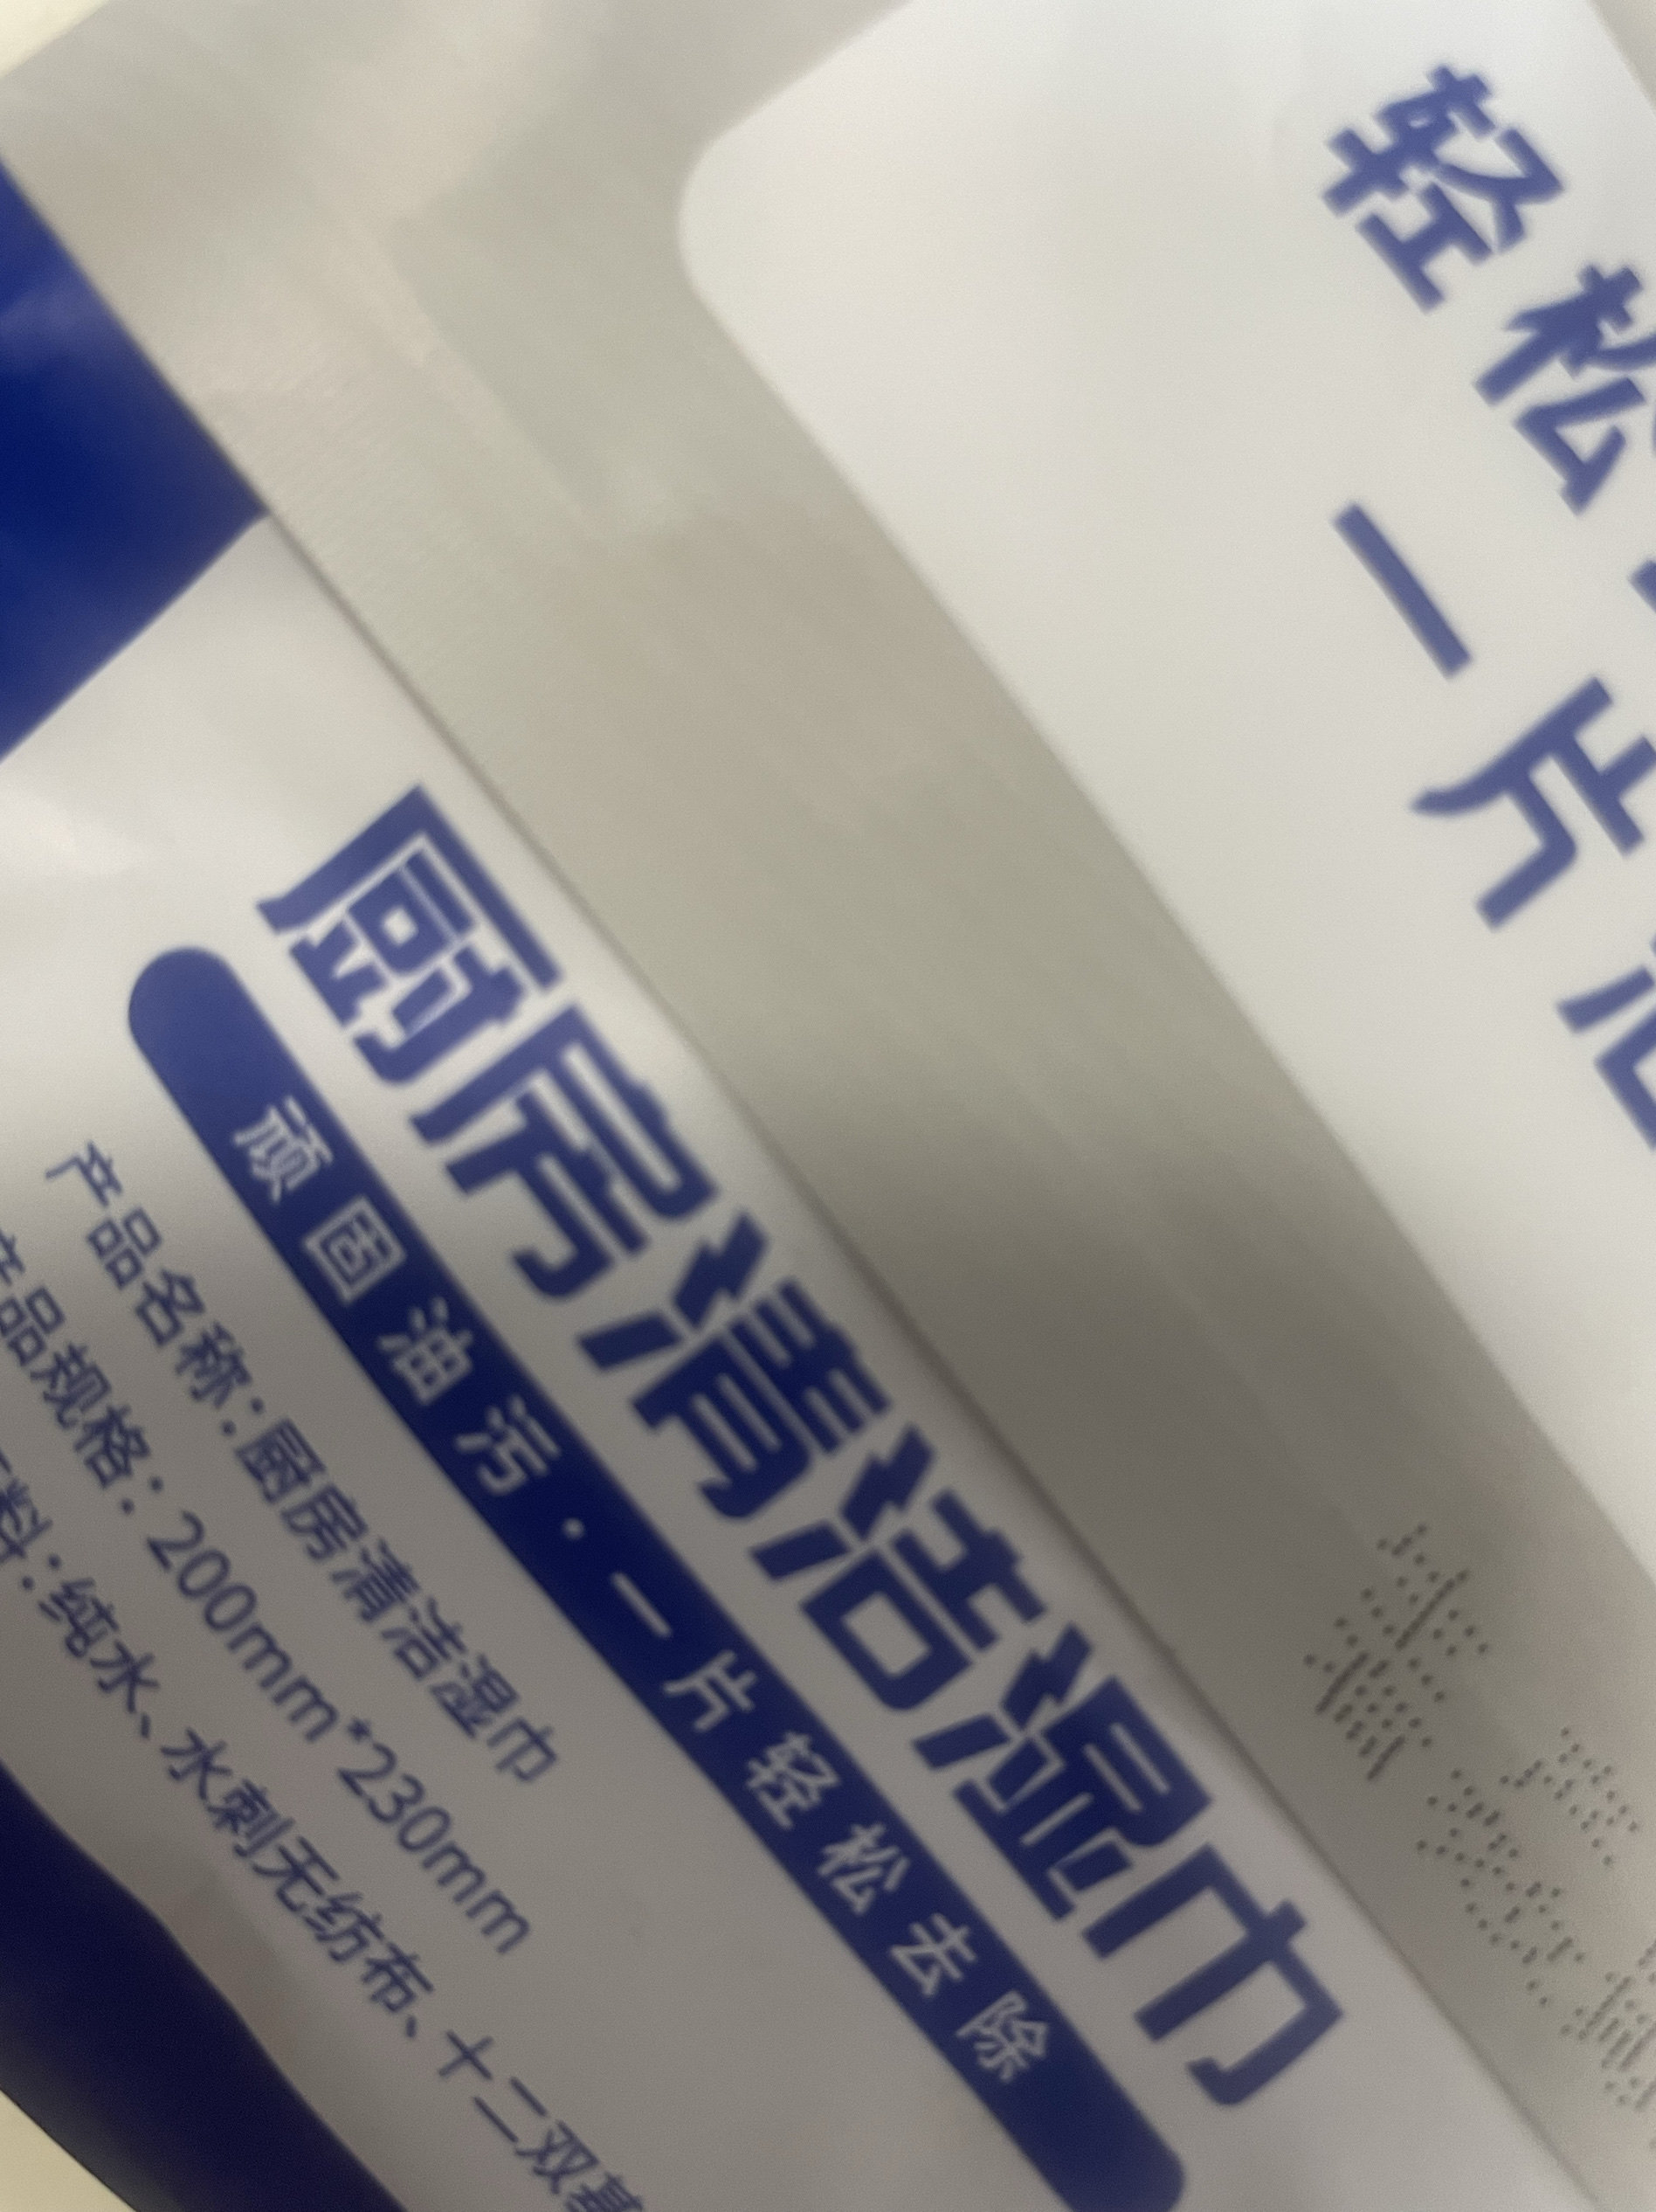 轻松
一片
厨房清洁湿巾
顽固油污·一片轻松去除
产品名称：厨房清洁湿巾
产品规格：200mm*230mm
料：纯水、水刺无纺布、十二双基